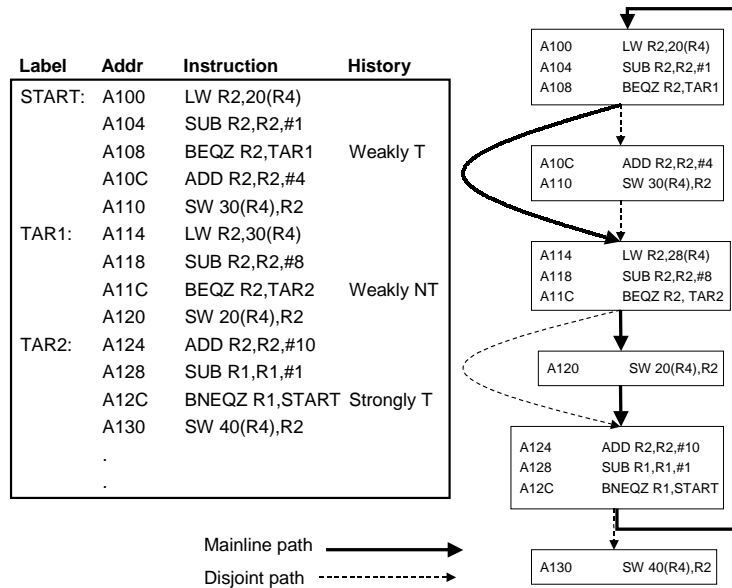 Label Addr Instruction History
START: A100 LW R2,20(R4)
A104 SUB R2,R2,#1
A108 BEQZ R2,TAR1 Weakly T
A10C ADD R2,R2,#4
A110 SW 30(R4),R2
TAR1: A114 LW R2,30(R4)
A118 SUB R2,R2,#8
A11C BEQZ R2,TAR2 Weakly NT
A120 SW 20(R4),R2
TAR2: A124 ADD R2,R2,#10
A128 SUB R1,R1,#1
A12C BNEQZ R1,START Strongly T
A130 SW 40(R4),R2
.
.
A100 LW R2,20(R4)
A104 SUB R2,R2,#1
A108 BEQZ R2,TAR1
A10C ADD R2,R2,#4
A110 SW 30(R4),R2
A114 LW R2,28(R4)
A118 SUB R2,R2,#8
A11C BEQZ R2, TAR2
A120 SW 20(R4),R2
A124 ADD R2,R2,#10
A128 SUB R1,R1,#1
A12C BNEQZ R1,START
A130 SW 40(R4),R2
Mainline path
Disjoint path